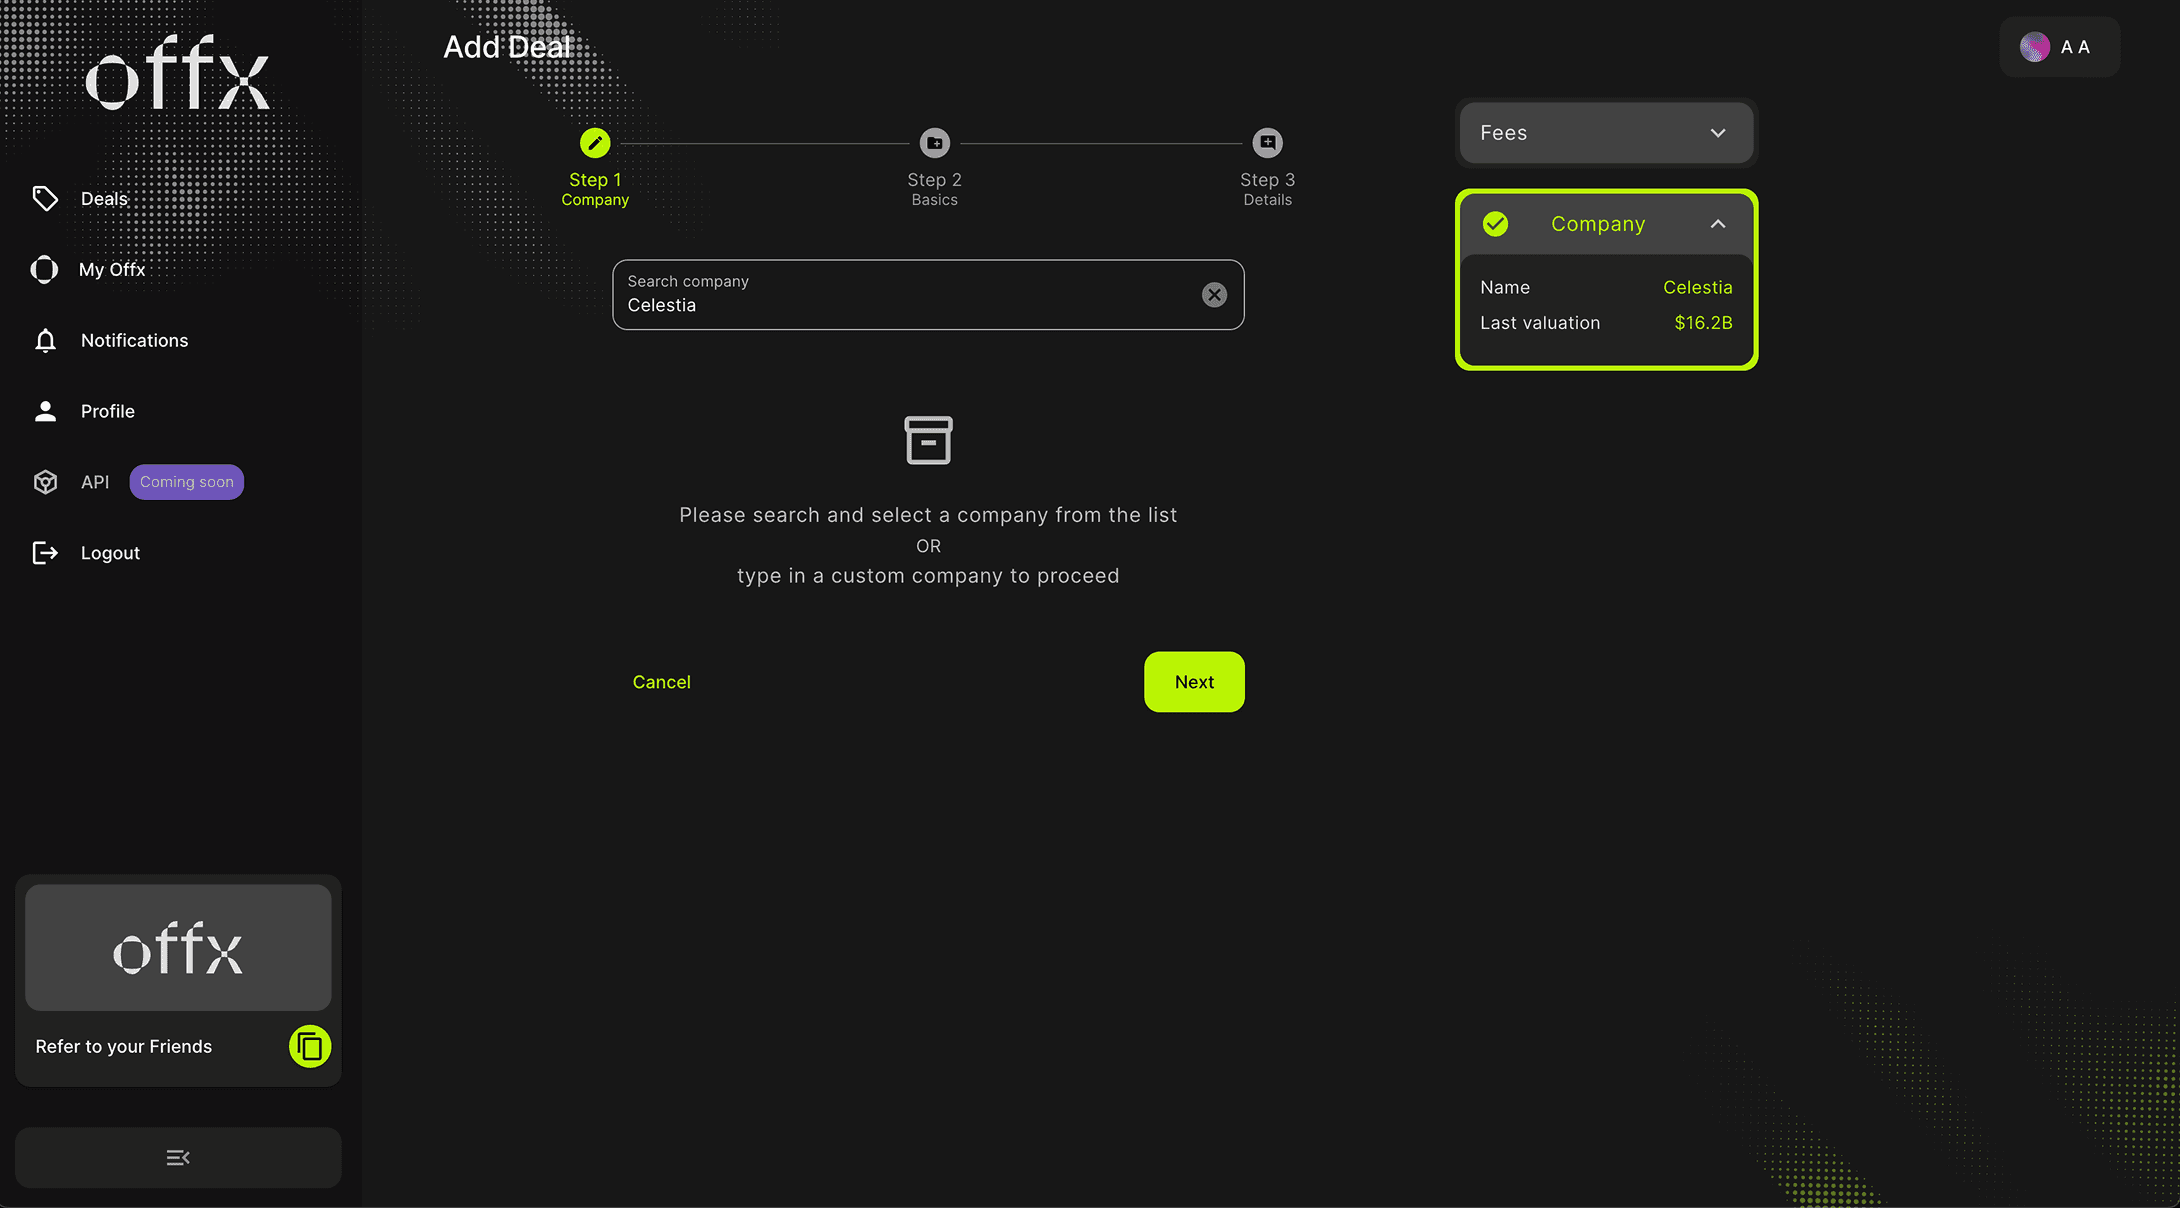 offx
Deals
My Offx
Notifications
Profile
API
Coming soon
Logout
offx
Refer to your Friends
Add Deal
A A
Step 1
Company
Step 2
Basics
Step 3
Details
Search company
Celestia
Please search and select a company from the list
OR
type in a custom company to proceed
Cancel
Next
Fees
Company
Name Celestia
Last valuation $16.2B